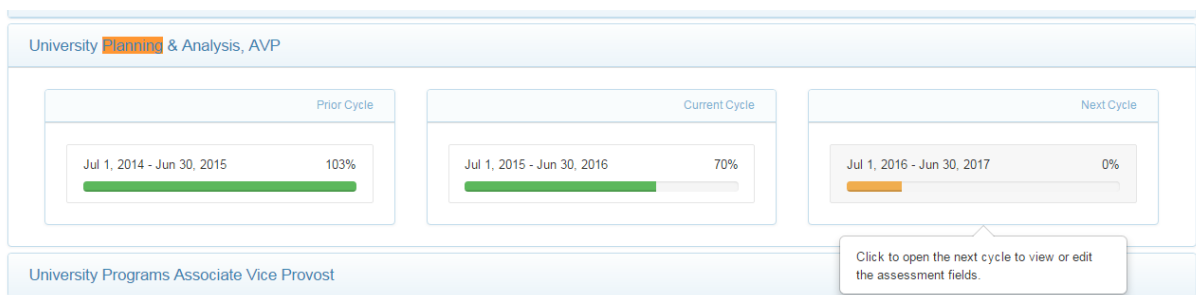 University Planning & Analysis, AVP
Prior Cycle
Jul 1, 2014 - Jun 30, 2015 103%
Current Cycle
Jul 1, 2015 - Jun 30, 2016 70%
Next Cycle
Jul 1, 2016 - Jun 30, 2017 0%
Click to open the next cycle to view or edit
the assessment fields.
University Programs Associate Vice Provost